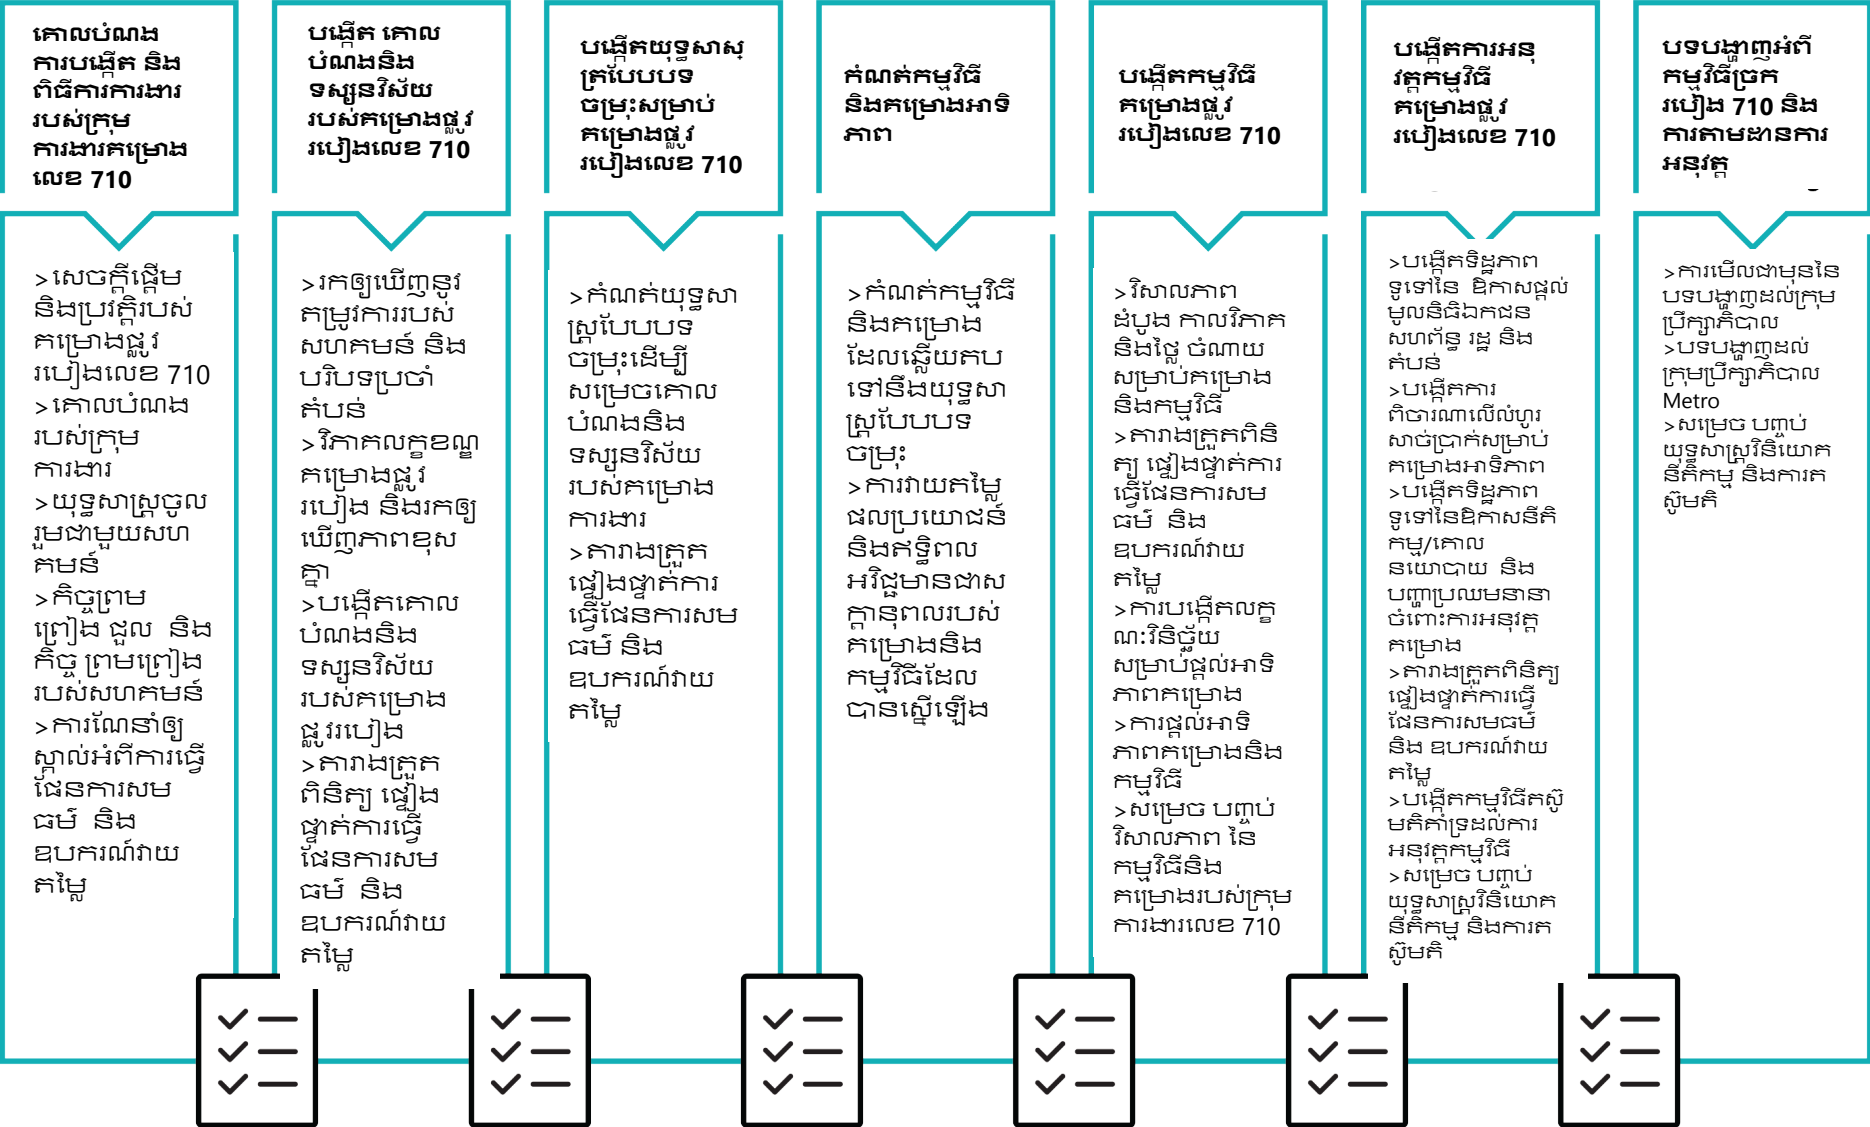 គោលបំណង
ការបង្កើត និង
ពិធីការការងារ
របស់ក្រុម
ការងារគម្រោង
លេខ 710
>សេចក្តីផ្តើម
និងប្រវត្តិរបស់
គម្រោងផ្លូវ
របៀងលេខ 710
>គោលបំណង
របស់ក្រុម
ការងារ
>យុទ្ធសាស្ត្រចូល
រួមជាមួយសហ
គមន៍
>កិច្ចព្រម
ព្រៀង ជួល និង
កិច្ច ព្រមព្រៀង
របស់សហគមន៍
>ការណែនាំឲ្យ
ស្គាល់អំពីការធ្វើ
ផែនការសម
ធម៌ និង
ឧបករណ៍វាយ
តម្លៃ
បង្កើត គោល
បំណងនិង
ទស្សនវិស័យ
របស់គម្រោងផ្លូវ
របៀងលេខ 710
>រកឲ្យឃើញនូវ
តម្រូវការរបស់
សហគមន៍ និង
បរិបទប្រចាំ
តំបន់
>វិភាគលក្ខខណ្ឌ
គម្រោងផ្លូវ
របៀង និងរកឲ្យ
ឃើញភាពខុស
គ្នា
>បង្កើតគោល
បំណងនិង
ទស្សនវិស័យ
របស់គម្រោង
ផ្លូវរបៀង
>តារាងត្រួត
ពិនិត្យ ផ្ទៀង
ផ្ទាត់ការធ្វើ
ផែនការសម
ធម៌ និង
ឧបករណ៍វាយ
តម្លៃ
បង្កើតយុទ្ធសាស្
ត្របែបបទ
ចម្រុះសម្រាប់
គម្រោងផ្លូវ
របៀងលេខ 710
>កំណត់យុទ្ធសា
ស្ត្របែបបទ
ចម្រុះដើម្បី
សម្រេចគោល
បំណងនិង
ទស្សនវិស័យ
របស់គម្រោង
ការងារ
>តារាងត្រួត
ផ្ទៀងផ្ទាត់ការ
ធ្វើផែនការសម
ធម៌ និង
ឧបករណ៍វាយ
តម្លៃ
កំណត់កម្មវិធី
និងគម្រោងអាទិ
ភាព
>កំណត់កម្មវិធី
និងគម្រោង
ដែលឆ្លើយតប
ទៅនឹងយុទ្ធសា
ស្ត្របែបបទ
ចម្រុះ
>ការវាយតម្លៃ
ផលប្រយោជន៍
និងឥទ្ធិពល
អវិជ្ជមានជាស
ក្តានុពលរបស់
គម្រោងនិង
កម្មវិធីដែល
បានស្នើឡើង
បង្កើតកម្មវិធី
គម្រោងផ្លូវ
របៀងលេខ 710
>វិសាលភាព
ដំបូង កាលវិភាគ
និងថ្លៃ ចំណាយ
សម្រាប់គម្រោង
និងកម្មវិធី
>តារាងត្រួតពិនិ
ត្យ ផ្ទៀងផ្ទាត់ការ
ធ្វើផែនការសម
ធម៌ និង
ឧបករណ៍វាយ
តម្លៃ
>ការបង្កើតលក្ខ
ណៈវិនិច្ឆ័យ
សម្រាប់ផ្តល់អាទិ
ភាពគម្រោង
>ការផ្តល់អាទិ
ភាពគម្រោងនិង
កម្មវិធី
>សម្រេច បញ្ចប់
វិសាលភាព នៃ
កម្មវិធីនិង
គម្រោងរបស់ក្រុម
ការងារលេខ 710
បង្កើតការអនុ
វត្តកម្មវិធី
គម្រោងផ្លូវ
របៀងលេខ 710
>បង្កើតទិដ្ឋភាព
ទូទៅនៃ ឱកាសផ្តល់
មូលនិធិឯកជន
សហព័ន្ធ រដ្ឋ និង
តំបន់
>បង្កើតការ
ពិចារណាលើលំហូរ
សាច់ប្រាក់សម្រាប់
គម្រោងអាទិភាព
>បង្កើតទិដ្ឋភាព
ទូទៅនៃឱកាសនីតិ
កម្ម/គោល
នយោបាយ និង
បញ្ហាប្រឈមនានា
ចំពោះការអនុវត្ត
គម្រោង
>តារាងត្រួតពិនិត្យ
ផ្ទៀងផ្ទាត់ការធ្វើ
ផែនការសមធម៌
និង ឧបករណ៍វាយ
តម្លៃ
>បង្កើតកម្មវិធីតស៊ូ
មតិគាំទ្រដល់ការ
អនុវត្តកម្មវិធី
>សម្រេច បញ្ចប់
យុទ្ធសាស្ត្រវិនិយោគ
នីតិកម្ម និងការត
ស៊ូមតិ
បទបង្ហាញអំពី
កម្មវិធីច្រក
របៀង 710 និង
ការតាមដានការ
អនុវត្ត
>ការមើលជាមុននៃ
បទបង្ហាញដល់ក្រុម
ប្រឹក្សាភិបាល
>បទបង្ហាញដល់
ក្រុមប្រឹក្សាភិបាល
Metro
>សម្រេច បញ្ចប់
យុទ្ធសាស្ត្រវិនិយោគ
នីតិកម្ម និងការត
ស៊ូមតិ